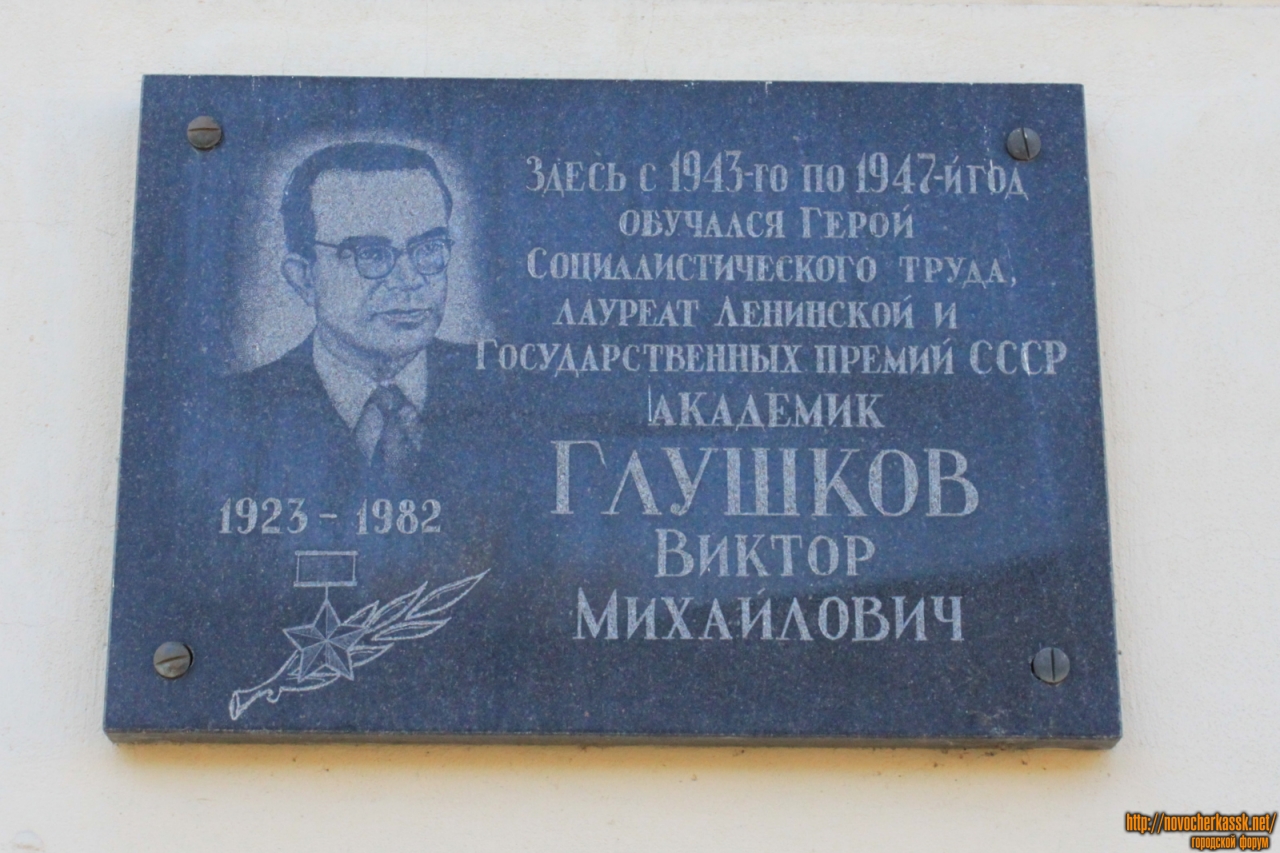 Здесь с 1943-го по 1947-й год
обучался Герой
Социалистического труда,
лауреат Ленинской и
Государственных премий СССР
академик
Глушков
Виктор
Михайлович
1923 - 1982
http://novocherkassk.net/
городской форум